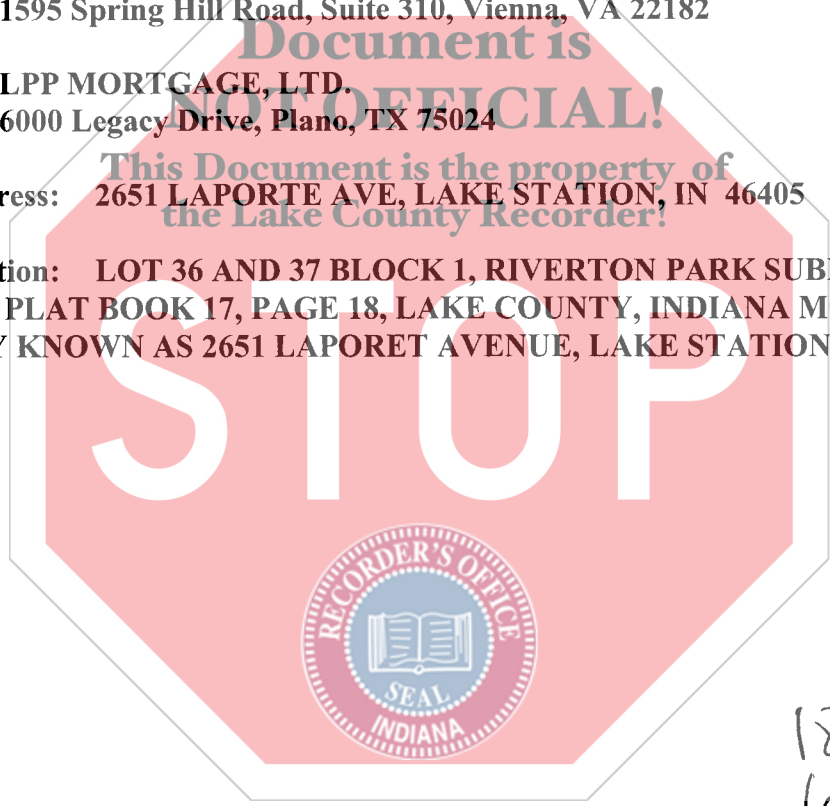 1595 Spring Hill Road, Suite 310, Vienna, VA 22182
Document is
LPP MORTGAGE, LTD.
NOT OFFICIAL!
6000 Legacy Drive, Plano, TX 75024
This Document is the property of
ress: 2651 LAPORTE AVE, LAKE STATION, IN 46405
the Lake County Recorder!
tion: LOT 36 AND 37 BLOCK 1, RIVERTON PARK SUB
PLAT BOOK 17, PAGE 18, LAKE COUNTY, INDIANA M
Y KNOWN AS 2651 LAPORET AVENUE, LAKE STATION
STOP
RECORDER'S OFFICE
SEAL
INDIANA